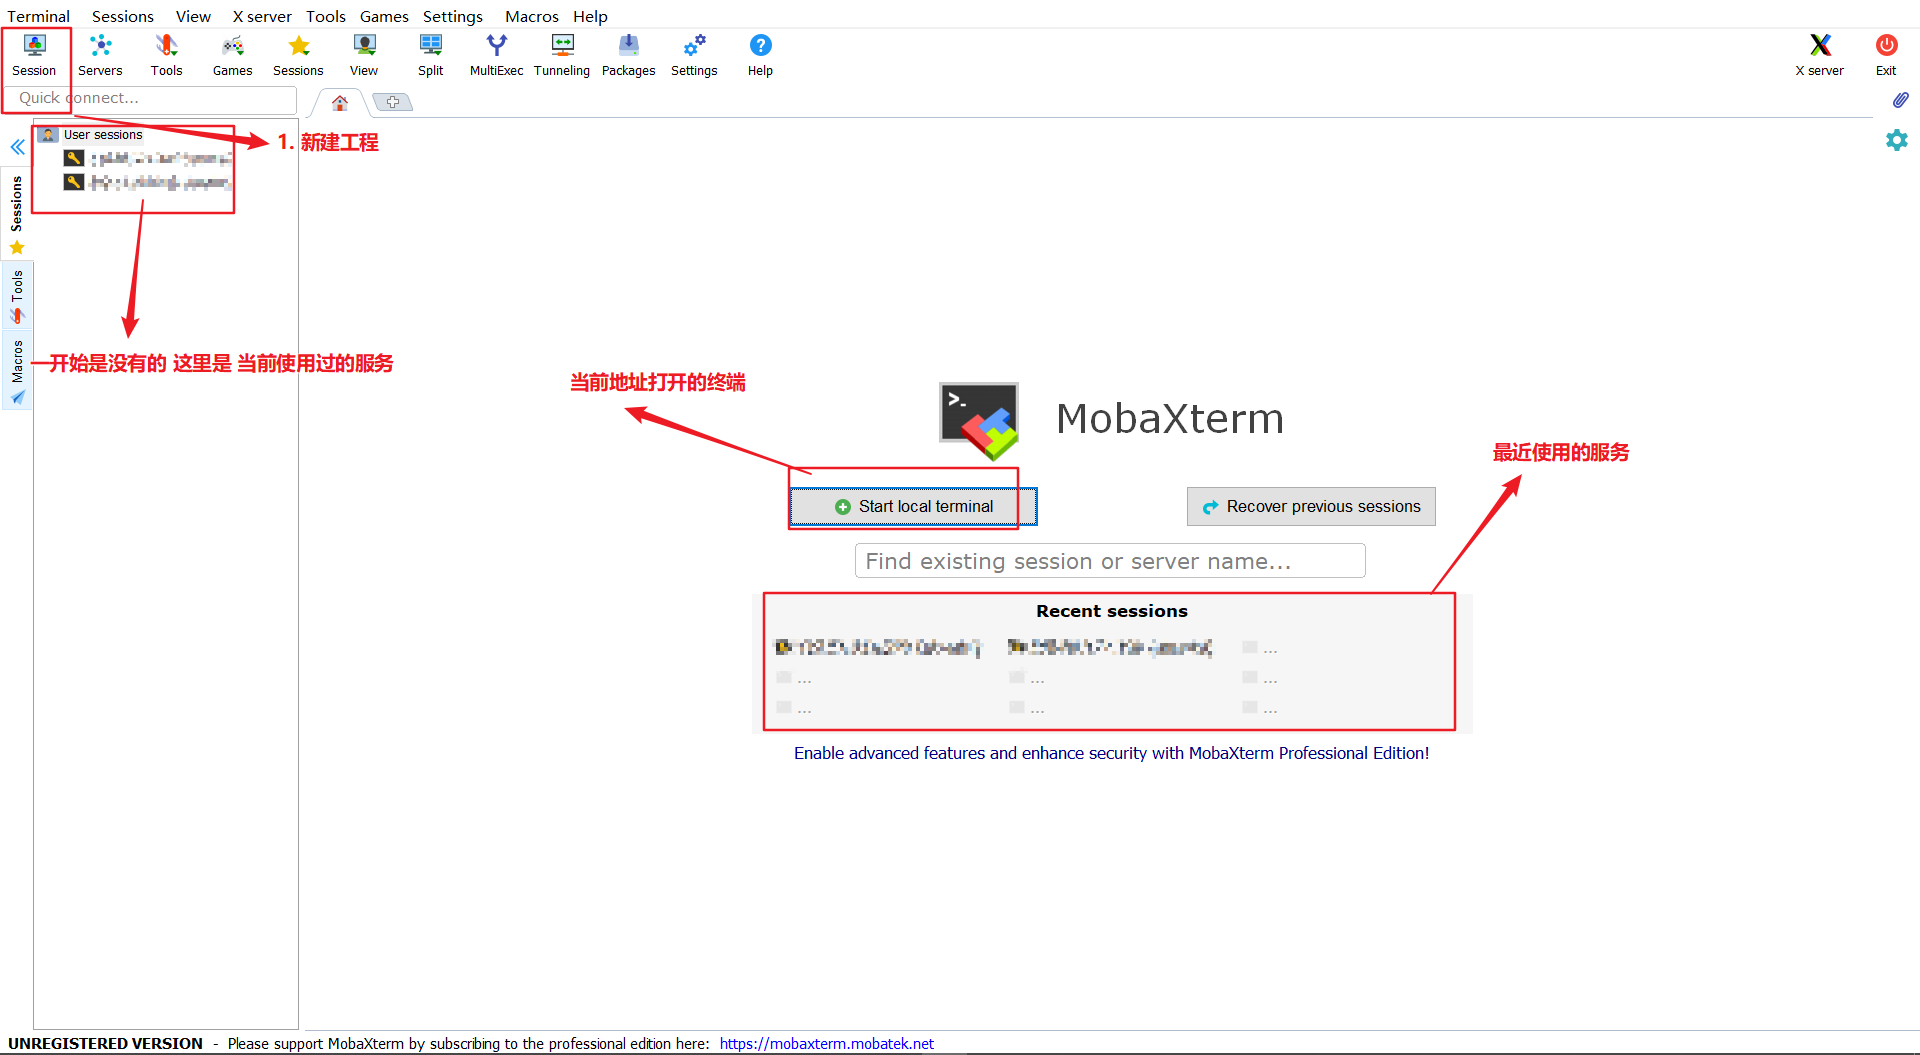 Terminal Sessions View X server Tools Games Settings Macros Help
Session Servers Tools Games Sessions View Split MultiExec Tunneling Packages Settings Help X server Exit
Quick connect...
User sessions
1. 新建工程
Sessions
Tools
Macros
开始是没有的 这里是 当前使用过的服务
当前地址打开的终端
MobaXterm
最近使用的服务
Start local terminal Recover previous sessions
Find existing session or server name...
Recent sessions
...
... ... ...
... ... ...
Enable advanced features and enhance security with MobaXterm Professional Edition!
UNREGISTERED VERSION - Please support MobaXterm by subscribing to the professional edition here: https://mobaxterm.mobatek.net